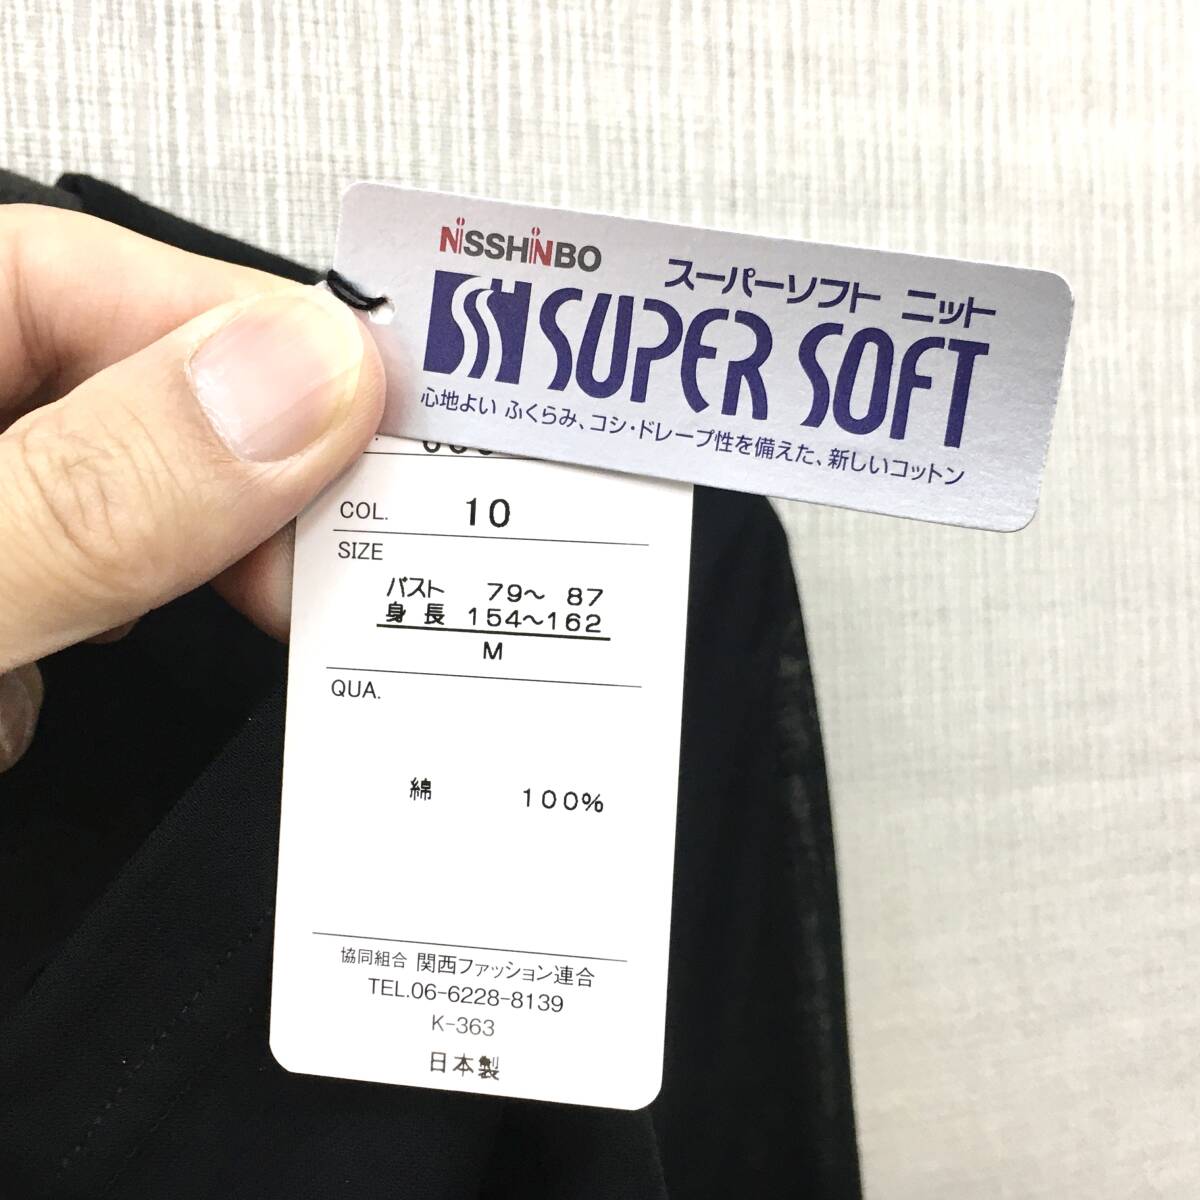 NISSHINBO
スーパーソフト ニット
SUPER SOFT
心地よい ふくらみ、コシ・ドレープ性を備えた、新しいコットン
COL. 10
SIZE
バスト 79～ 87
身長 154～162
M
QUA.
綿 100%
協同組合 関西ファッション連合
TEL.06-6228-8139
K-363
日本製